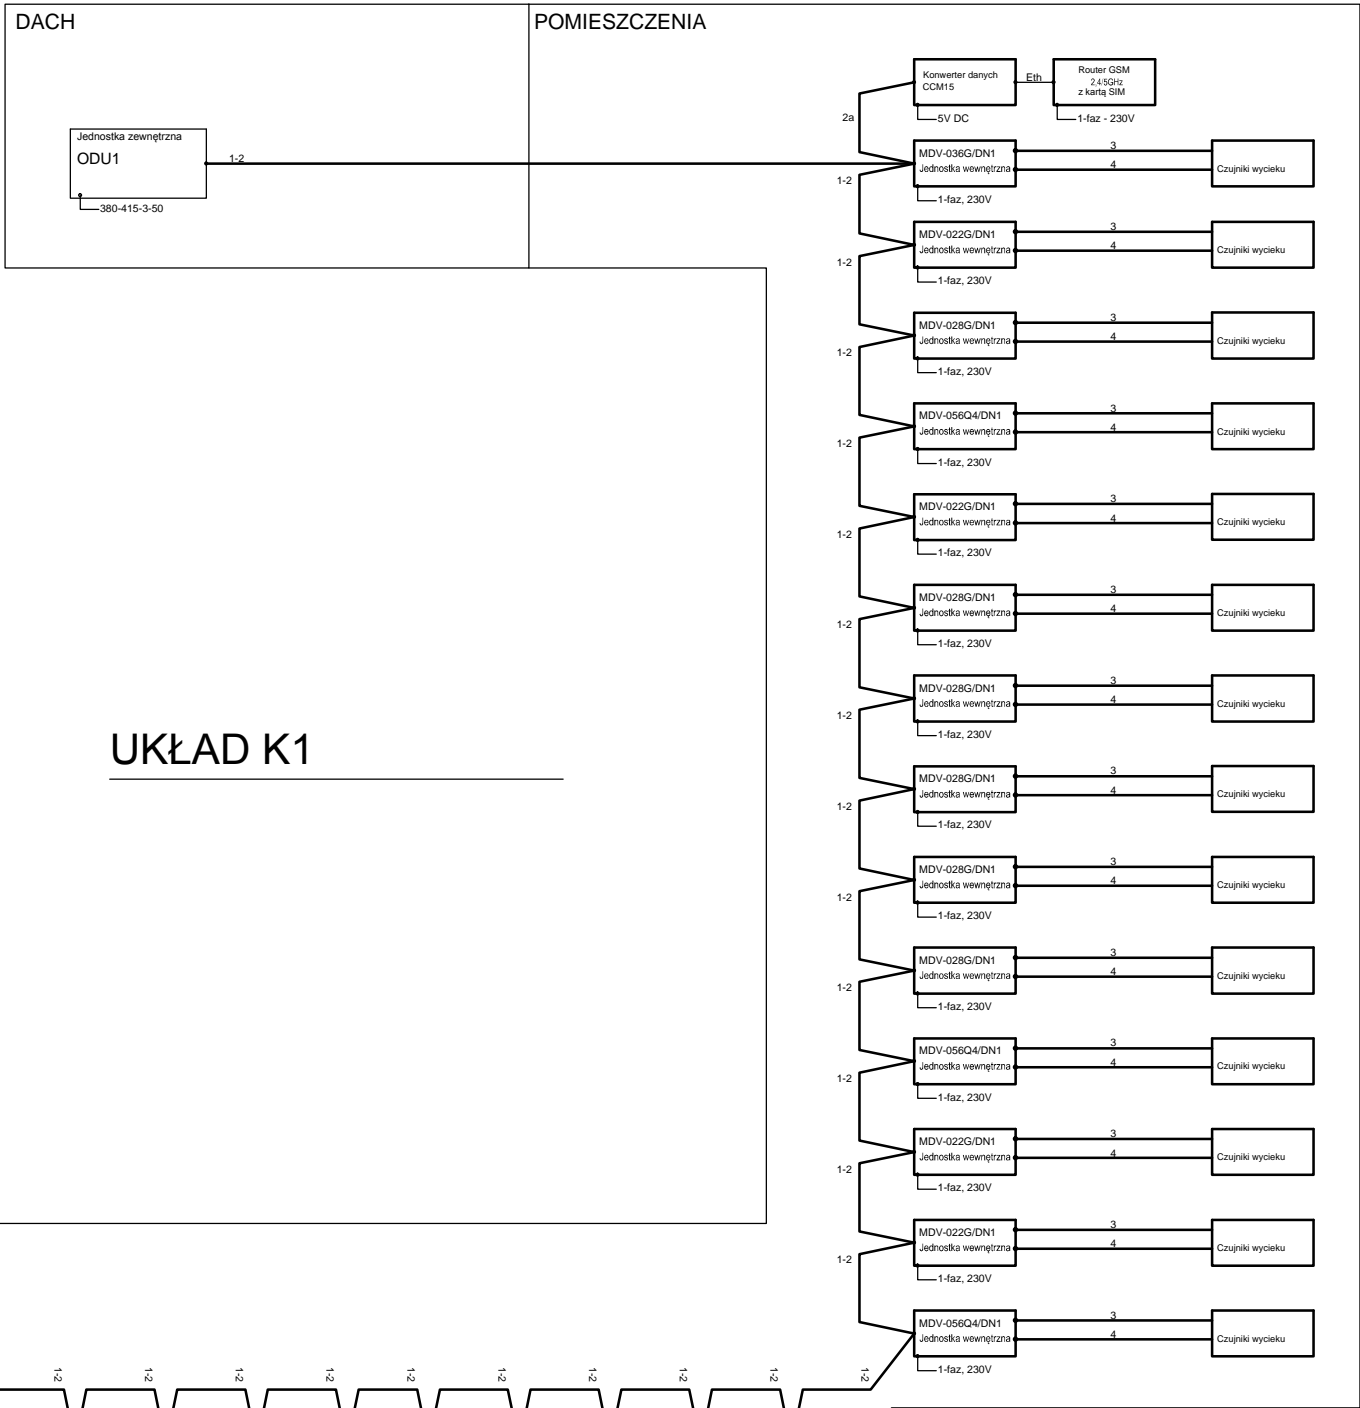 DACH
POMIESZCZENIA
Konwerter danych
CCM15
5V DC
Eth
Router GSM
2,4/5GHz
z kartą SIM
1-faz - 230V
2a
Jednostka zewnętrzna
ODU1
380-415-3-50
1-2
MDV-036G/DN1
Jednostka wewnętrzna
1-faz, 230V
3
4
Czujniki wycieku
1-2
MDV-022G/DN1
Jednostka wewnętrzna
1-faz, 230V
3
4
Czujniki wycieku
1-2
MDV-028G/DN1
Jednostka wewnętrzna
1-faz, 230V
3
4
Czujniki wycieku
1-2
MDV-056Q4/DN1
Jednostka wewnętrzna
1-faz, 230V
3
4
Czujniki wycieku
1-2
MDV-022G/DN1
Jednostka wewnętrzna
1-faz, 230V
3
4
Czujniki wycieku
1-2
MDV-028G/DN1
Jednostka wewnętrzna
1-faz, 230V
3
4
Czujniki wycieku
1-2
MDV-028G/DN1
Jednostka wewnętrzna
1-faz, 230V
3
4
Czujniki wycieku
1-2
UKŁAD K1
MDV-028G/DN1
Jednostka wewnętrzna
1-faz, 230V
3
4
Czujniki wycieku
1-2
MDV-028G/DN1
Jednostka wewnętrzna
1-faz, 230V
3
4
Czujniki wycieku
1-2
MDV-028G/DN1
Jednostka wewnętrzna
1-faz, 230V
3
4
Czujniki wycieku
1-2
MDV-056Q4/DN1
Jednostka wewnętrzna
1-faz, 230V
3
4
Czujniki wycieku
1-2
MDV-022G/DN1
Jednostka wewnętrzna
1-faz, 230V
3
4
Czujniki wycieku
1-2
MDV-022G/DN1
Jednostka wewnętrzna
1-faz, 230V
3
4
Czujniki wycieku
1-2
MDV-056Q4/DN1
Jednostka wewnętrzna
1-faz, 230V
3
4
Czujniki wycieku
1-2
1-2
1-2
1-2
1-2
1-2
1-2
1-2
1-2
1-2